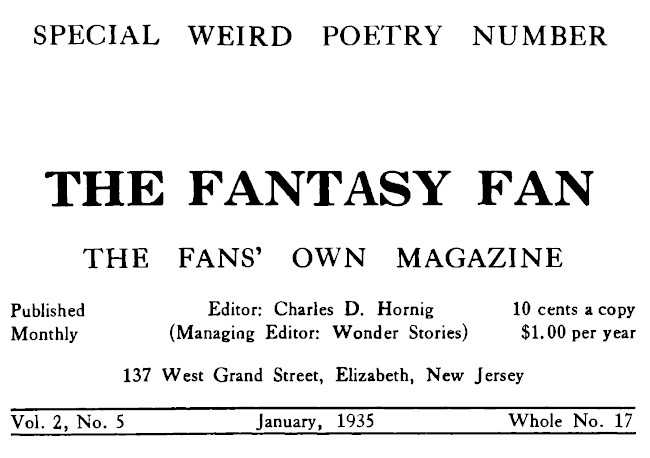 SPECIAL WEIRD POETRY NUMBER
THE FANTASY FAN
THE FANS' OWN MAGAZINE
Published Editor: Charles D. Hornig 10 cents a copy
Monthly (Managing Editor: Wonder Stories) $1.00 per year
137 West Grand Street, Elizabeth, New Jersey
Vol. 2, No. 5 January, 1935 Whole No. 17